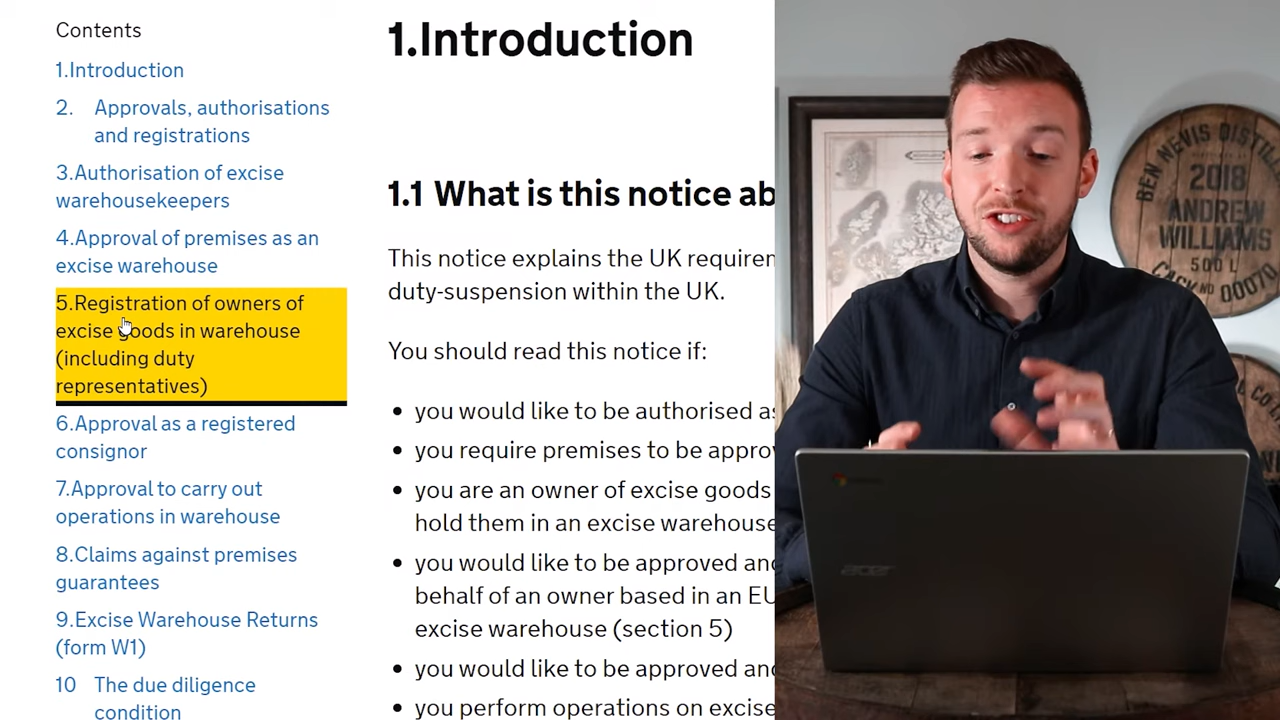 Contents
1.Introduction
2. Approvals, authorisations
and registrations
3.Authorisation of excise
warehousekeepers
4.Approval of premises as an
excise warehouse
5.Registration of owners of
excise goods in warehouse
(including duty
representatives)
6.Approval as a registered
consignor
7.Approval to carry out
operations in warehouse
8.Claims against premises
guarantees
9.Excise Warehouse Returns
(form W1)
10 The due diligence
condition
1.Introduction
1.1 What is this notice ab
This notice explains the UK requirem
duty-suspension within the UK.
You should read this notice if:
• you would like to be authorised as
• you require premises to be approv
• you are an owner of excise goods
hold them in an excise warehouse
• you would like to be approved and
behalf of an owner based in an EU
excise warehouse (section 5)
• you would like to be approved and
• you perform operations on excise
BEN NEVIS DISTIL
2018
ANDREW
WILLIAMS
500 L
CASK NO 00070
acer